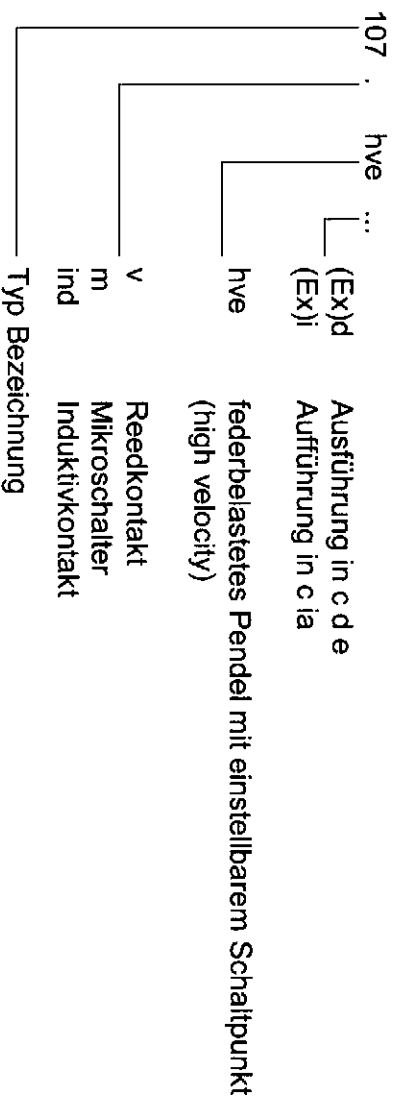 107 . hve ...
(Ex)d Ausführung in c d e
(Ex)i Aufführung in c ia
hve federbelastetes Pendel mit einstellbarem Schaltpunkt
(high velocity)
v Reedkontakt
m Mikroschalter
ind Induktivkontakt
Typ Bezeichnung